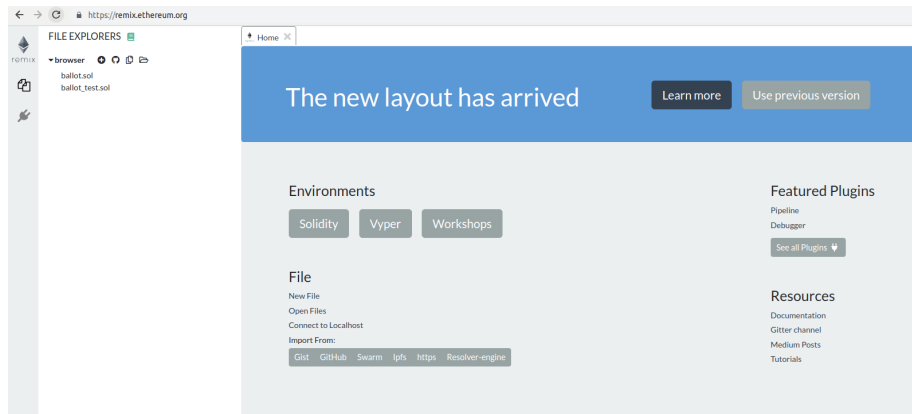 https://remix.ethereum.org
remix
FILE EXPLORERS
browser
ballot.sol
ballot_test.sol
Home
The new layout has arrived
Learn more
Use previous version
Environments
Solidity Vyper Workshops
File
New File
Open Files
Connect to Localhost
Import From:
Gist GitHub Swarm Ipfs https Resolver-engine
Featured Plugins
Pipeline
Debugger
See all Plugins
Resources
Documentation
Gitter channel
Medium Posts
Tutorials